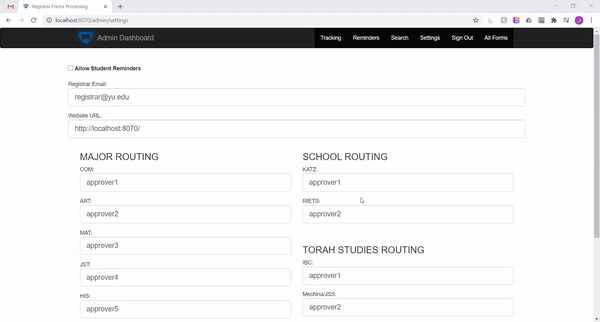 Registrar Forms Processing
localhost:8070/admin/settings
Admin Dashboard
Tracking Reminders Search Settings Sign Out All Forms
Allow Student Reminders
Registrar Email:
registrar@yu.edu
Website URL:
http://localhost:8070/
MAJOR ROUTING
COM:
approver1
ART:
approver2
MAT:
approver3
JST:
approver4
HIS:
approver5
SCHOOL ROUTING
KATZ:
approver1
RIETS:
approver2
TORAH STUDIES ROUTING
IBC:
approver1
Mechina/JSS:
approver2